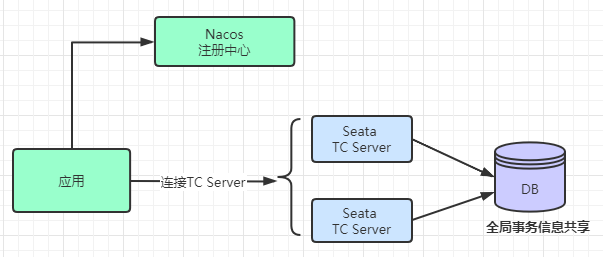 Nacos
注册中心
应用
连接TC Server
Seata
TC Server
Seata
TC Server
DB
全局事务信息共享